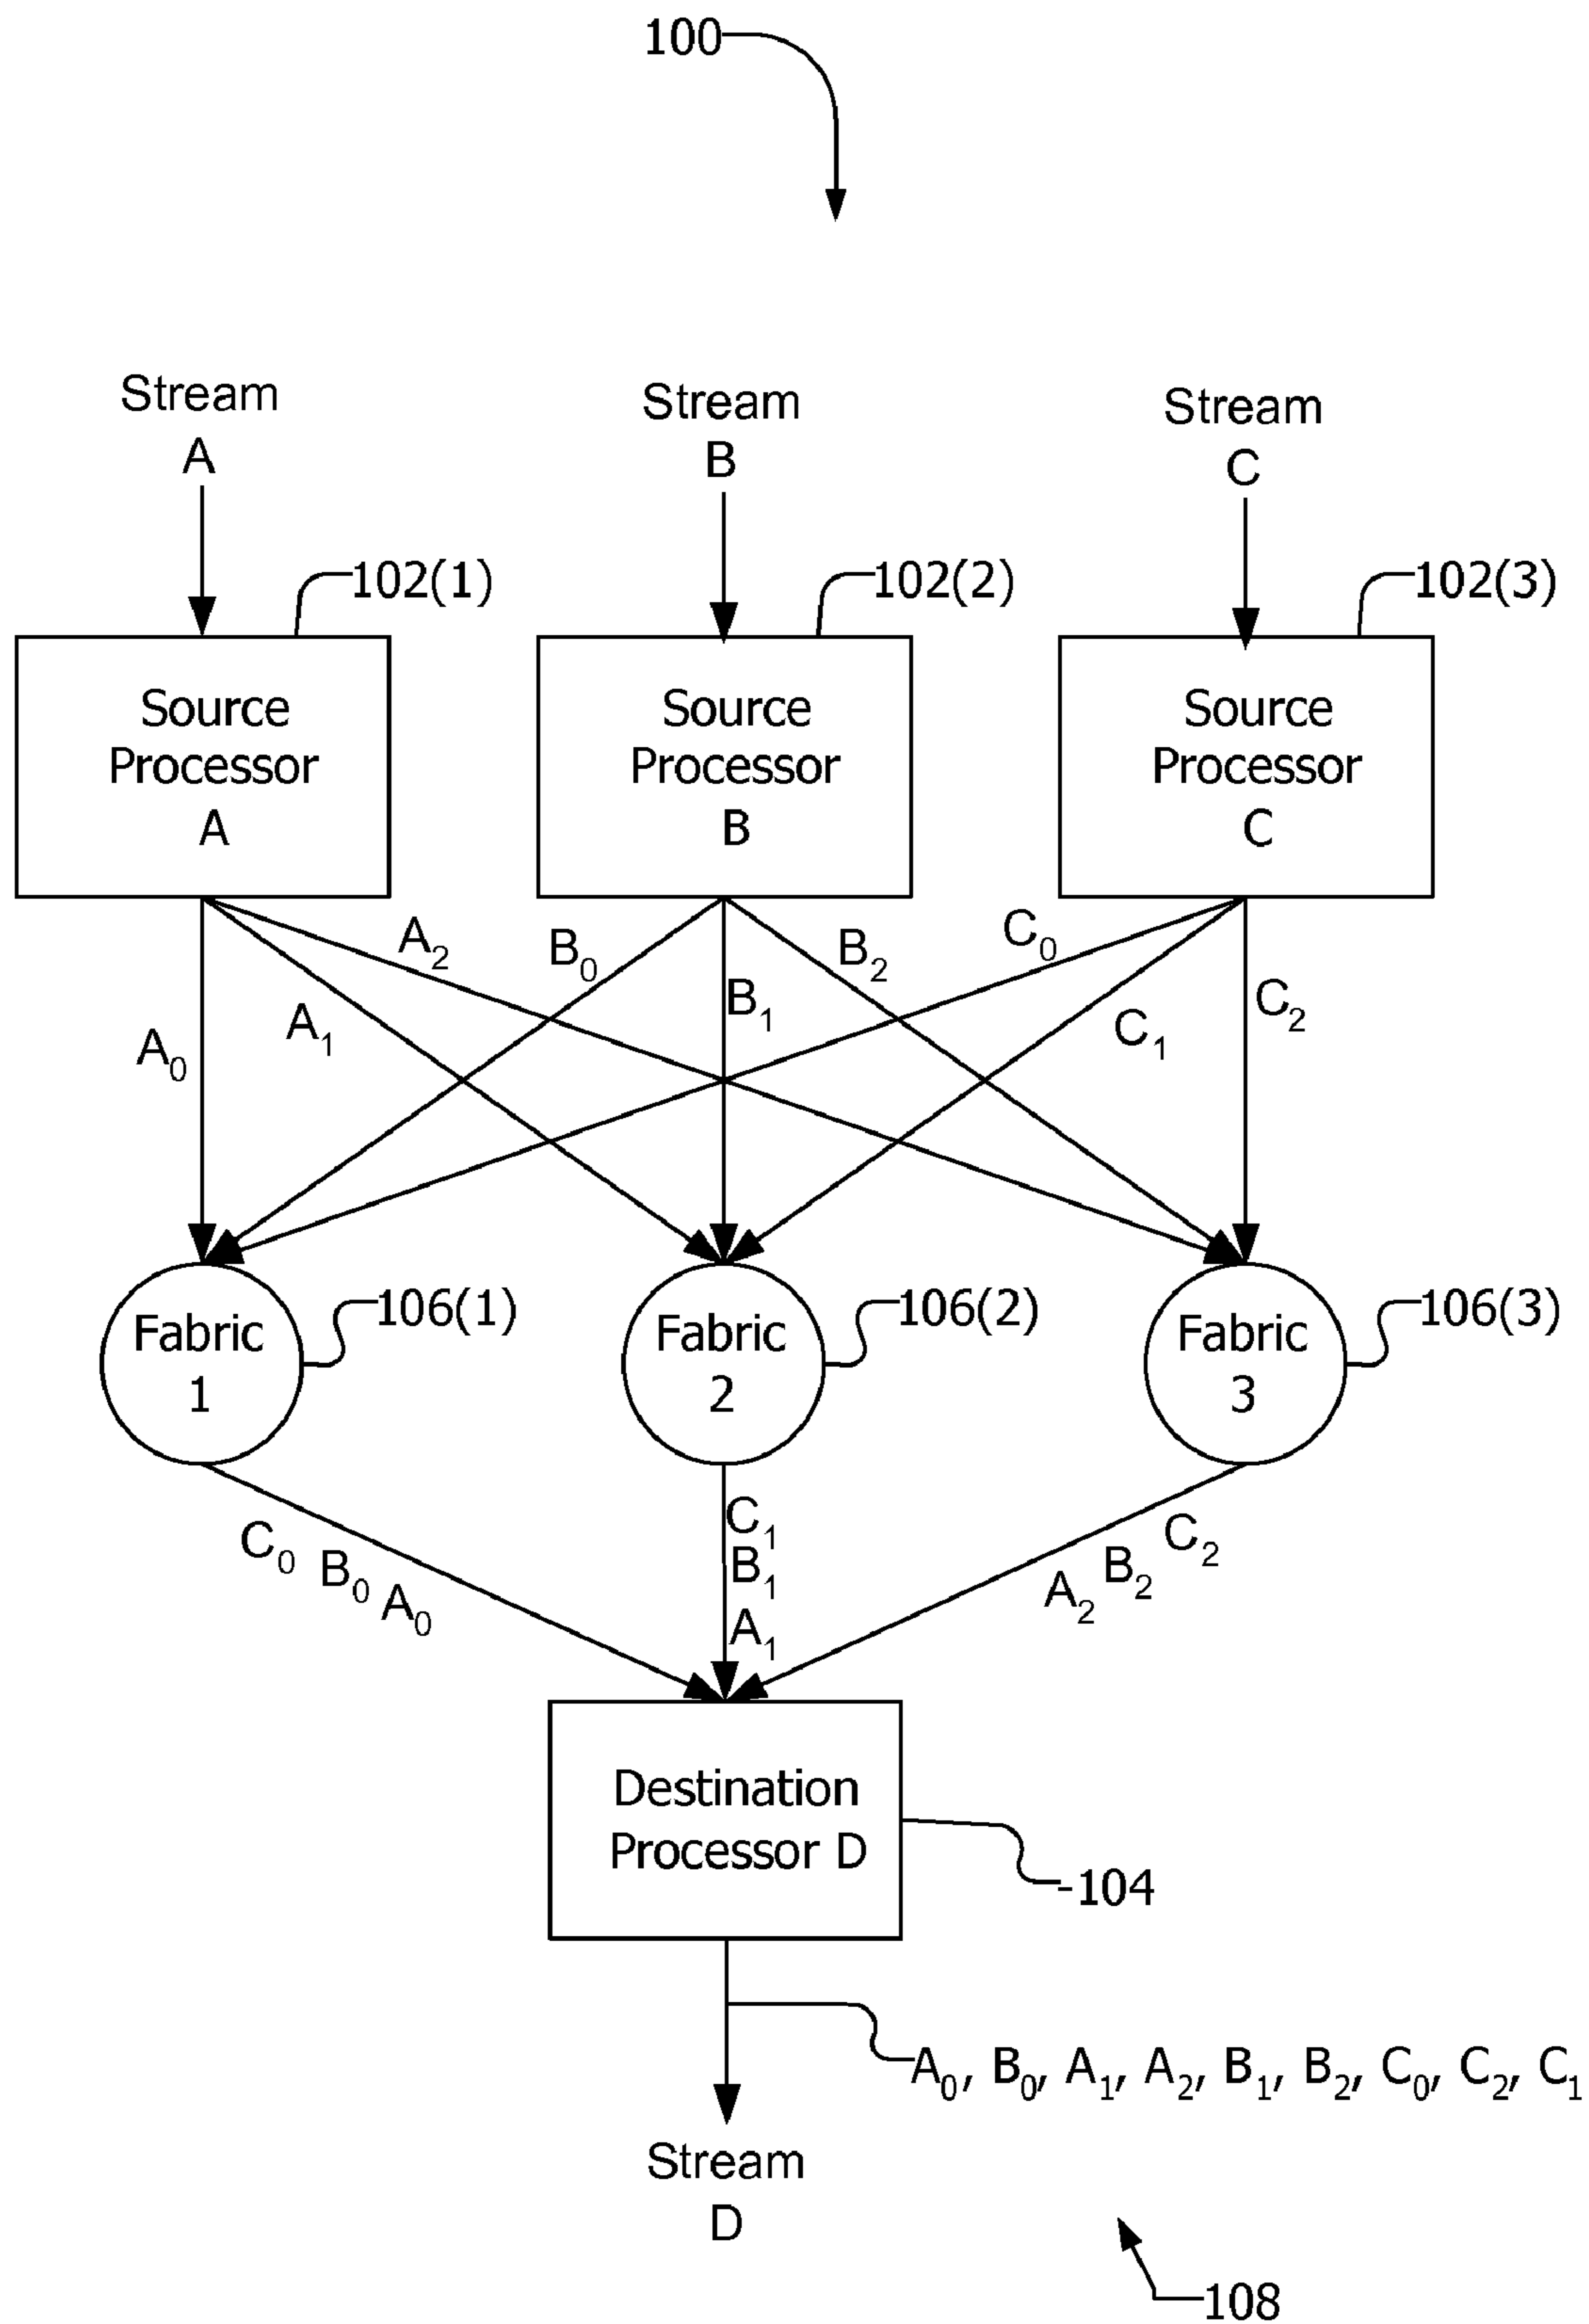 100
Stream
A
Stream
B
Stream
C
102(1)
102(2)
102(3)
Source
Processor
A
Source
Processor
B
Source
Processor
C
A₀
A₁
A₂
B₀
B₁
B₂
C₀
C₁
C₂
Fabric
1
106(1)
Fabric
2
106(2)
Fabric
3
106(3)
C₀ B₀ A₀
C₁
B₁
A₁
A₂ B₂ C₂
Destination
Processor D
-104
A₀, B₀, A₁, A₂, B₁, B₂, C₀, C₂, C₁
Stream
D
108